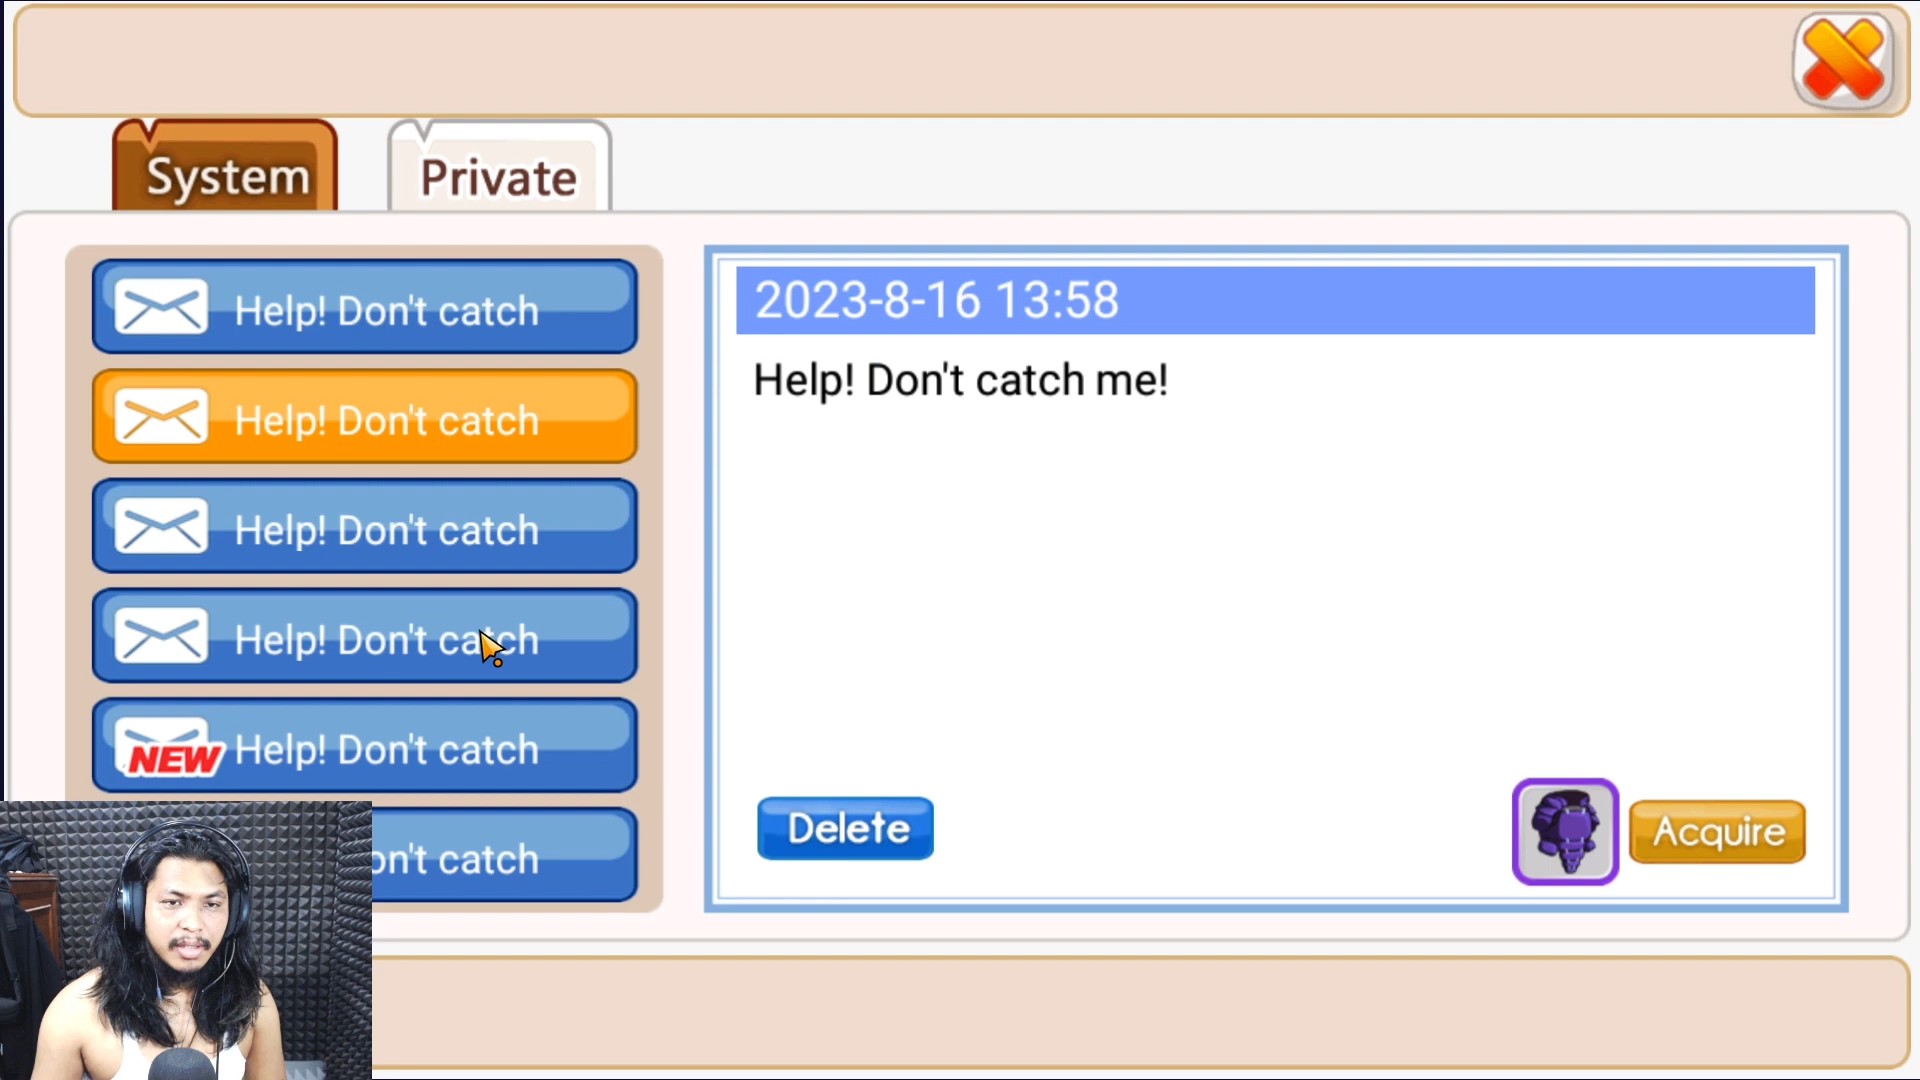 System
Private
Help! Don't catch
Help! Don't catch
Help! Don't catch
Help! Don't catch
NEW Help! Don't catch
on't catch
2023-8-16 13:58
Help! Don't catch me!
Delete
Acquire